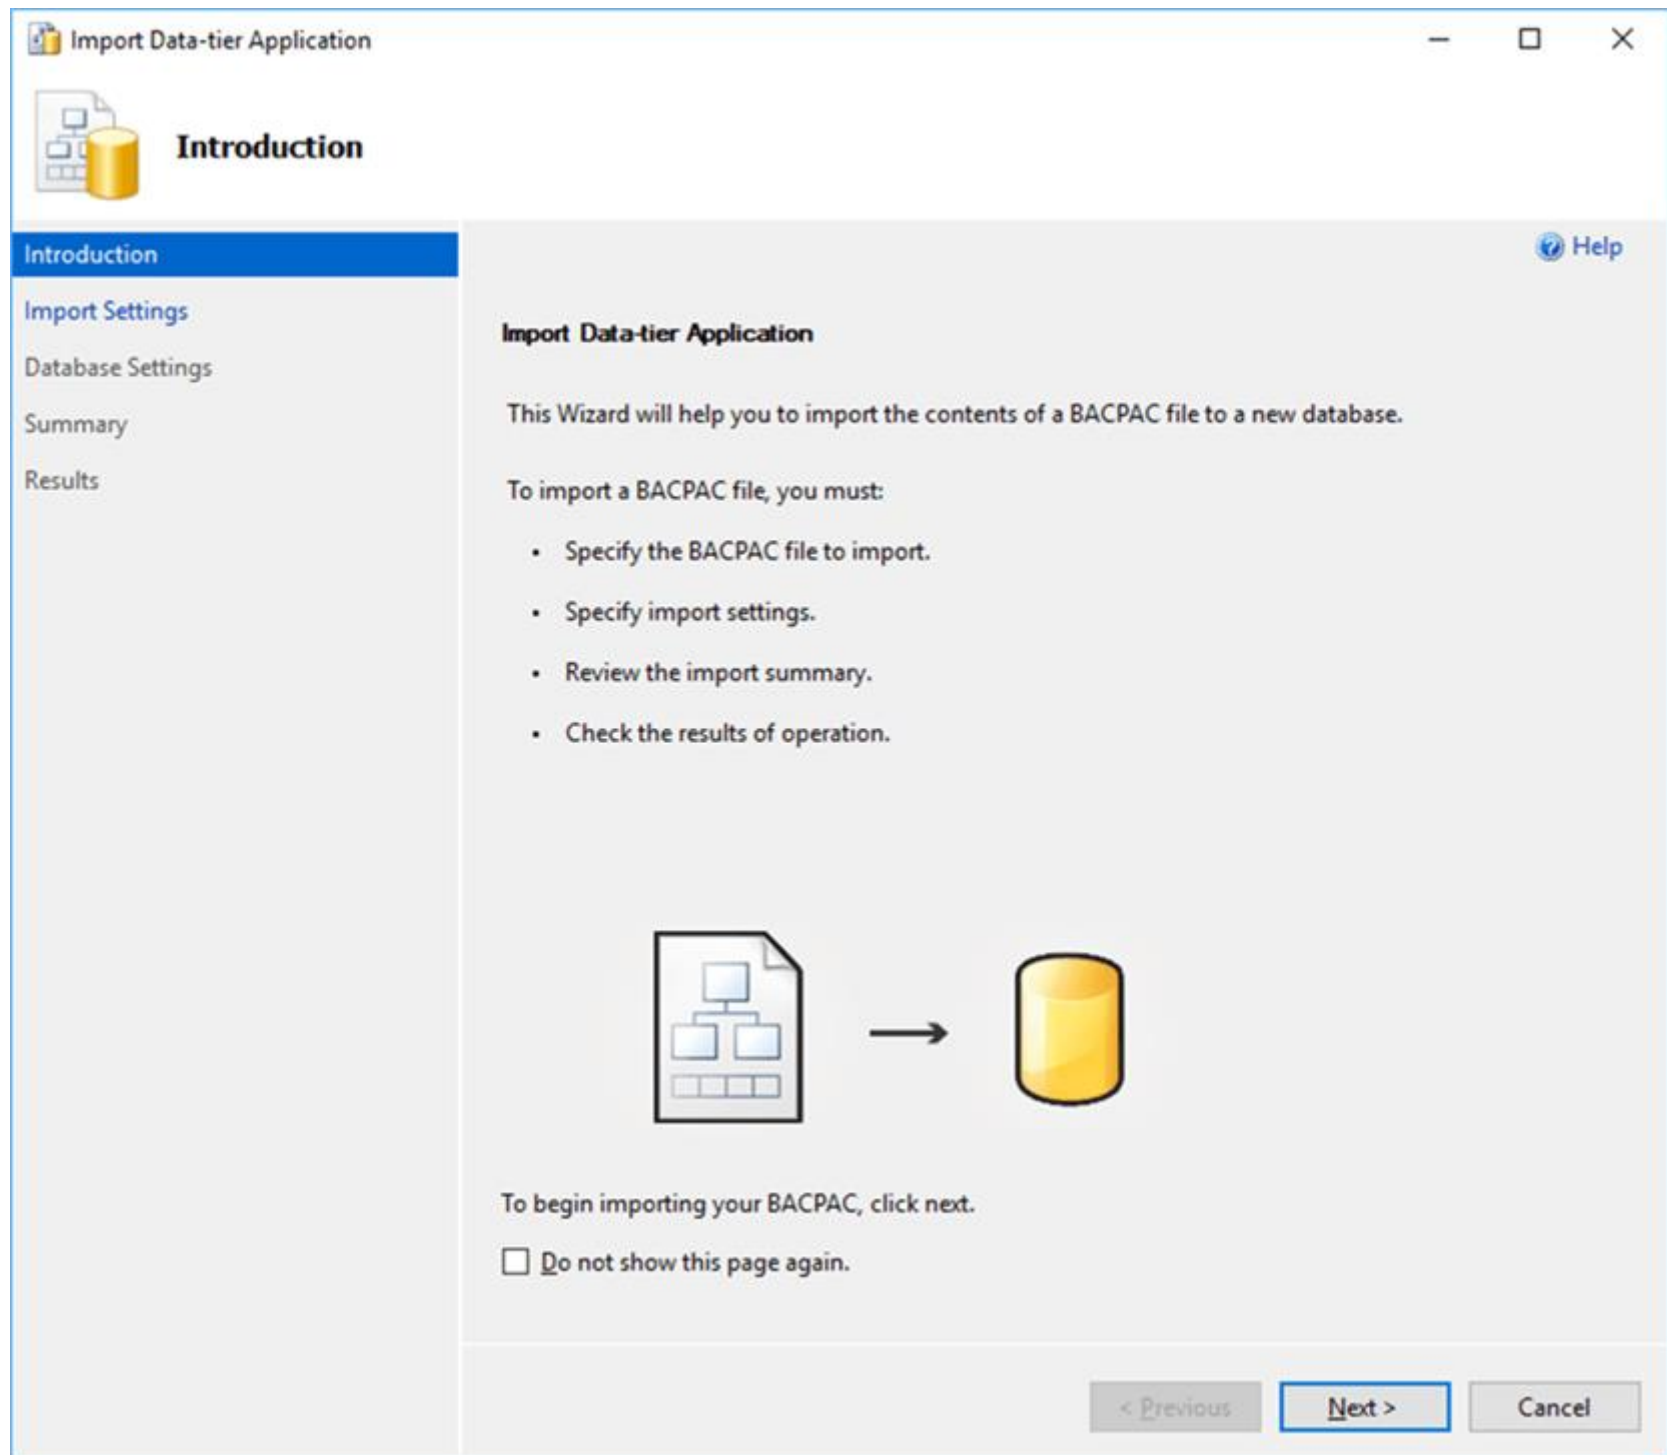 Import Data-tier Application
Introduction
Introduction
Import Settings
Database Settings
Summary
Results
Help
Import Data-tier Application
This Wizard will help you to import the contents of a BACPAC file to a new database.
To import a BACPAC file, you must:
• Specify the BACPAC file to import.
• Specify import settings.
• Review the import summary.
• Check the results of operation.
To begin importing your BACPAC, click next.
Do not show this page again.
< Previous
Next >
Cancel